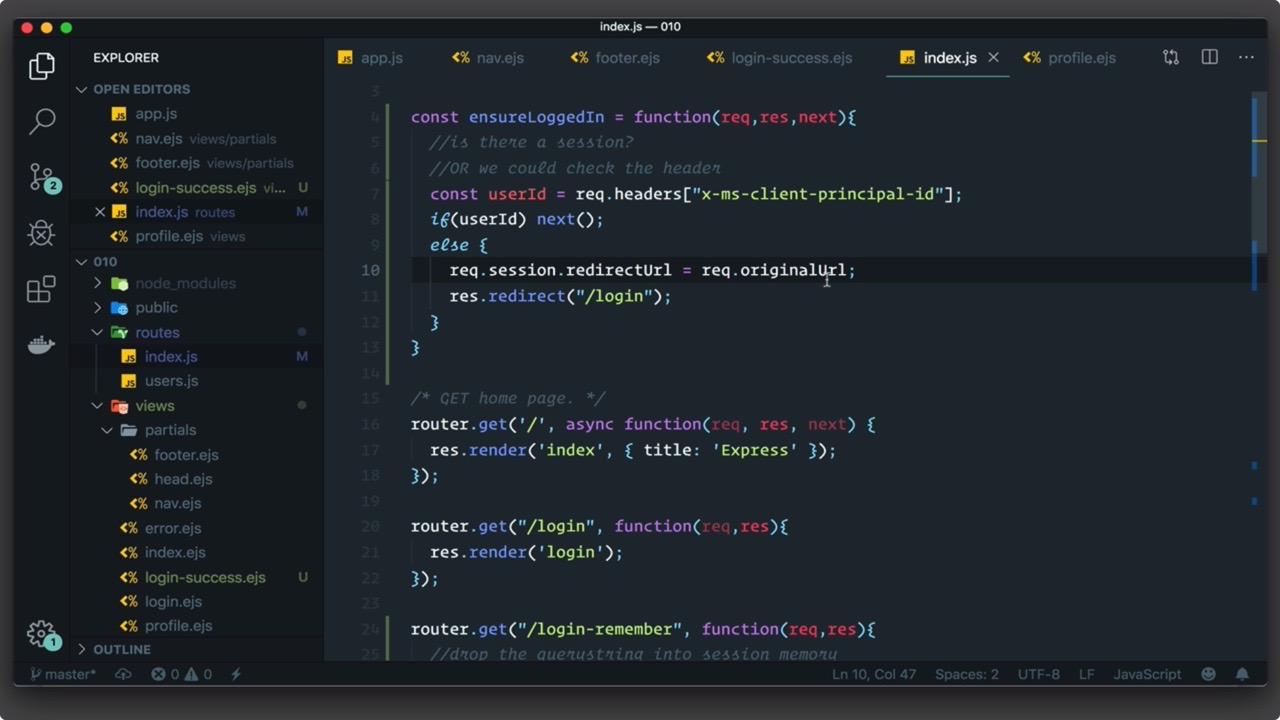 index.js — 010
EXPLORER
OPEN EDITORS
JS app.js
nav.ejs views/partials
footer.ejs views/partials
login-success.ejs vi... U
JS index.js routes M
profile.ejs views
010
node_modules
public
routes
JS index.js M
JS users.js
views
partials
footer.ejs
head.ejs
nav.ejs
error.ejs
index.ejs
login-success.ejs U
login.ejs
profile.ejs
OUTLINE
2
1
JS app.js nav.ejs footer.ejs login-success.ejs JS index.js profile.ejs
3
4 const ensureLoggedIn = function(req,res,next){
5 //is there a session?
6 //OR we could check the header
7 const userId = req.headers["x-ms-client-principal-id"];
8 if(userId) next();
9 else {
10 req.session.redirectUrl = req.originalUrl;
11 res.redirect("/login");
12 }
13 }
14
15 /* GET home page. */
16 router.get('/', async function(req, res, next) {
17 res.render('index', { title: 'Express' });
18 });
19
20 router.get("/login", function(req,res){
21 res.render('login');
22 });
23
24 router.get("/login-remember", function(req,res){
25 //drop the querystring into session memory
master* 0 0 Ln 10, Col 47 Spaces: 2 UTF-8 LF JavaScript